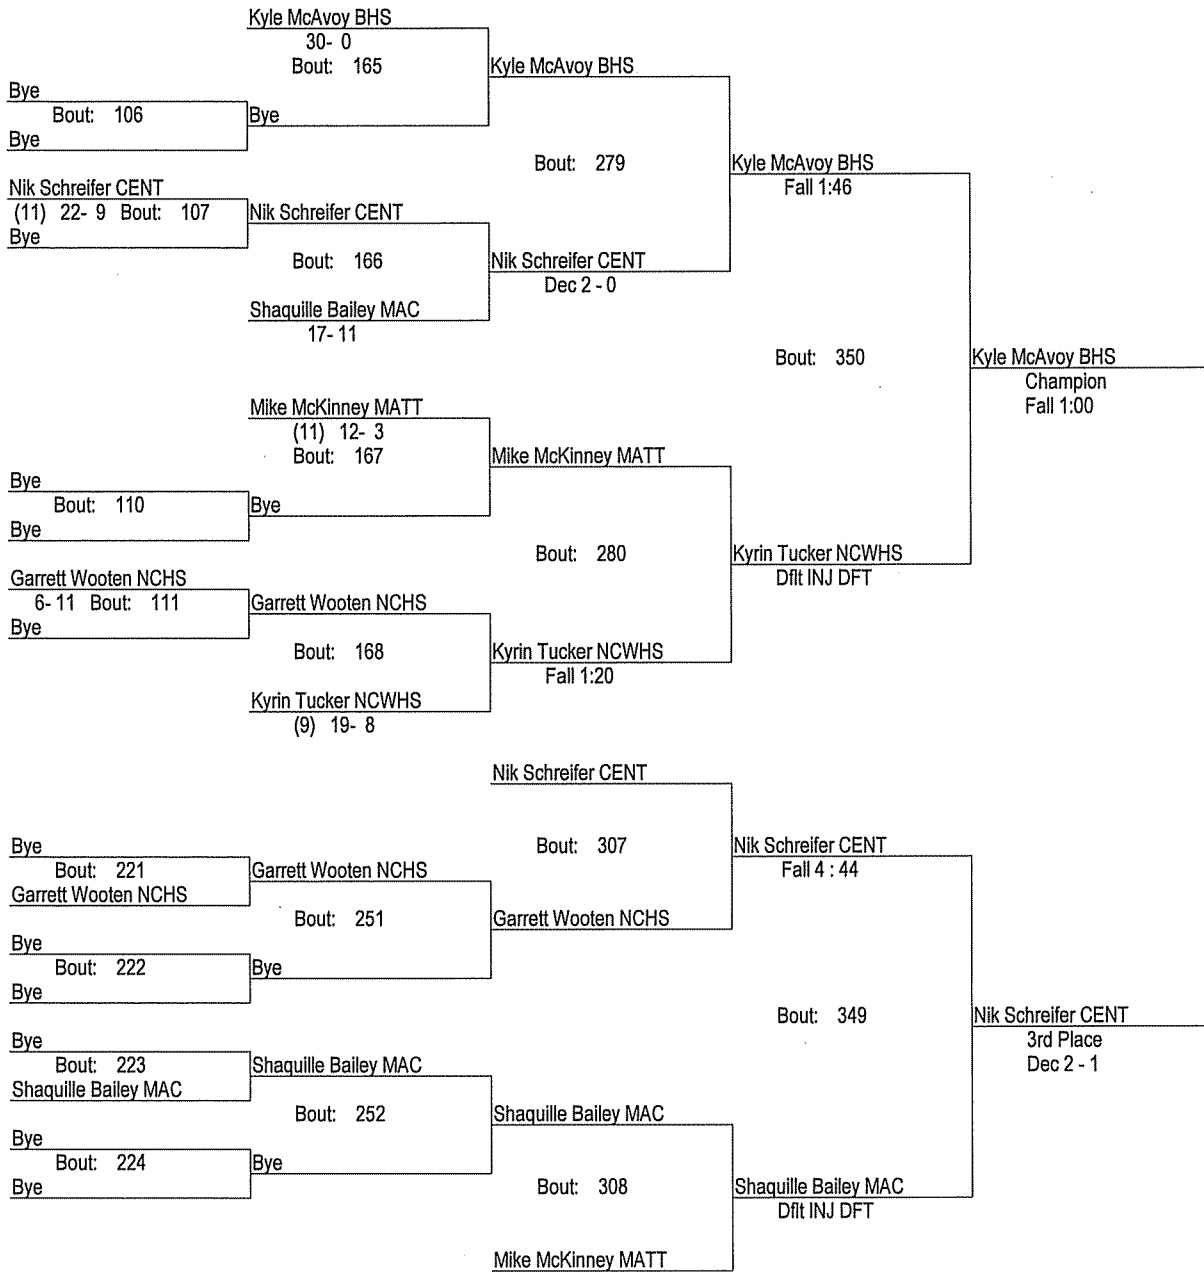 Kyle McAvoy BHS
30- 0
Bout: 165
Kyle McAvoy BHS
Bye
Bout: 106
Bye
Bye
Bout: 279
Kyle McAvoy BHS
Fall 1:46
Nik Schreifer CENT
(11) 22- 9 Bout: 107
Nik Schreifer CENT
Bye
Bout: 166
Nik Schreifer CENT
Dec 2 - 0
Shaquille Bailey MAC
17- 11
Bout: 350
Kyle McAvoy BHS
Champion
Fall 1:00
Mike McKinney MATT
(11) 12- 3
Bout: 167
Mike McKinney MATT
Bye
Bout: 110
Bye
Bye
Bout: 280
Kyrin Tucker NCWHS
Dflt INJ DFT
Garrett Wooten NCHS
6- 11 Bout: 111
Garrett Wooten NCHS
Bye
Bout: 168
Kyrin Tucker NCWHS
Fall 1:20
Kyrin Tucker NCWHS
(9) 19- 8
Nik Schreifer CENT
Bout: 307
Nik Schreifer CENT
Fall 4 : 44
Bye
Bout: 221
Garrett Wooten NCHS
Garrett Wooten NCHS
Bout: 251
Garrett Wooten NCHS
Bye
Bout: 222
Bye
Bye
Bout: 349
Nik Schreifer CENT
3rd Place
Dec 2 - 1
Bye
Bout: 223
Shaquille Bailey MAC
Shaquille Bailey MAC
Bout: 252
Shaquille Bailey MAC
Bye
Bout: 224
Bye
Bye
Bout: 308
Shaquille Bailey MAC
Dflt INJ DFT
Mike McKinney MATT